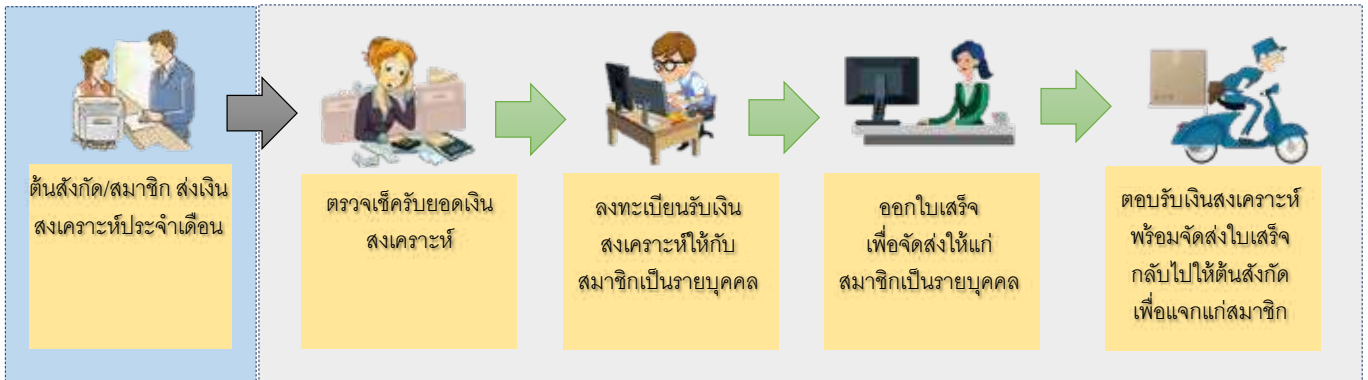 ต้นสังกัด/สมาชิก ส่งเงิน
สงเคราะห์ประจำเดือน
ตรวจเช็ครับยอดเงิน
สงเคราะห์
ลงทะเบียนรับเงิน
สงเคราะห์ให้กับ
สมาชิกเป็นรายบุคคล
ออกใบเสร็จ
เพื่อจัดส่งให้แก่
สมาชิกเป็นรายบุคคล
ตอบรับเงินสงเคราะห์
พร้อมจัดส่งใบเสร็จ
กลับไปให้ต้นสังกัด
เพื่อแจกแก่สมาชิก